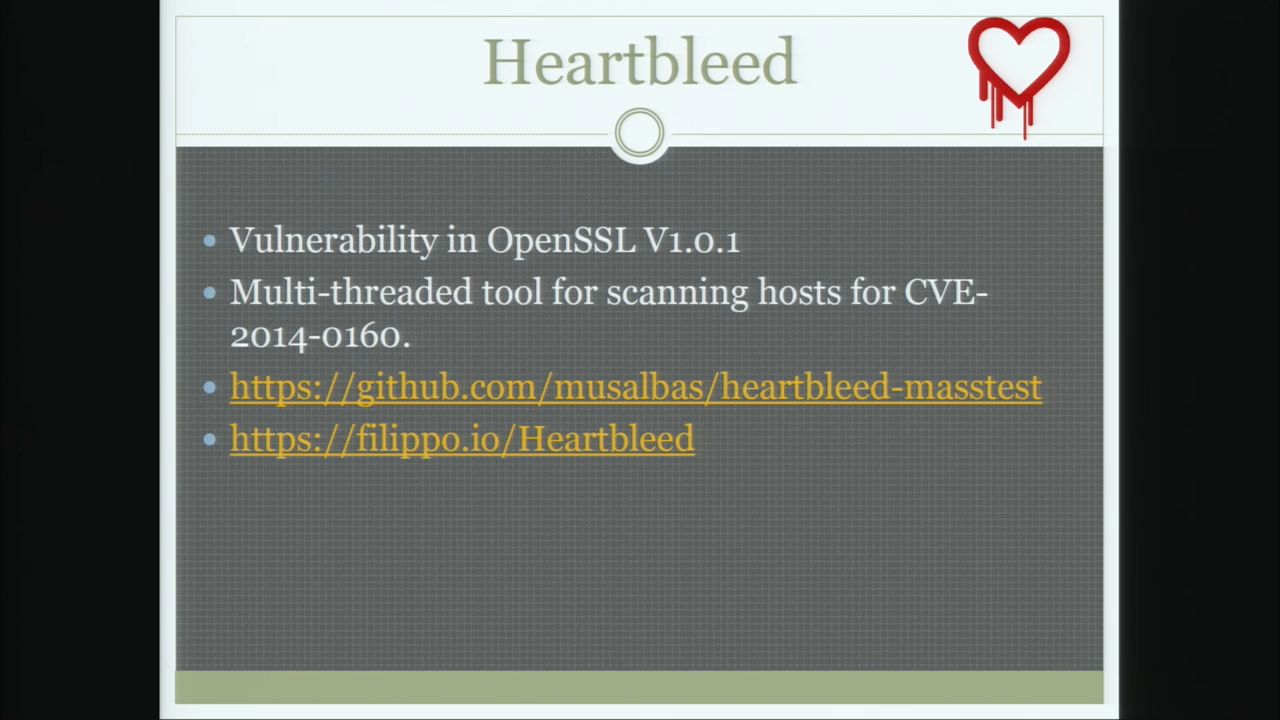 Heartbleed
• Vulnerability in OpenSSL V1.0.1
• Multi-threaded tool for scanning hosts for CVE-
2014-0160.
• https://github.com/musalbas/heartbleed-masstest
• https://filippo.io/Heartbleed